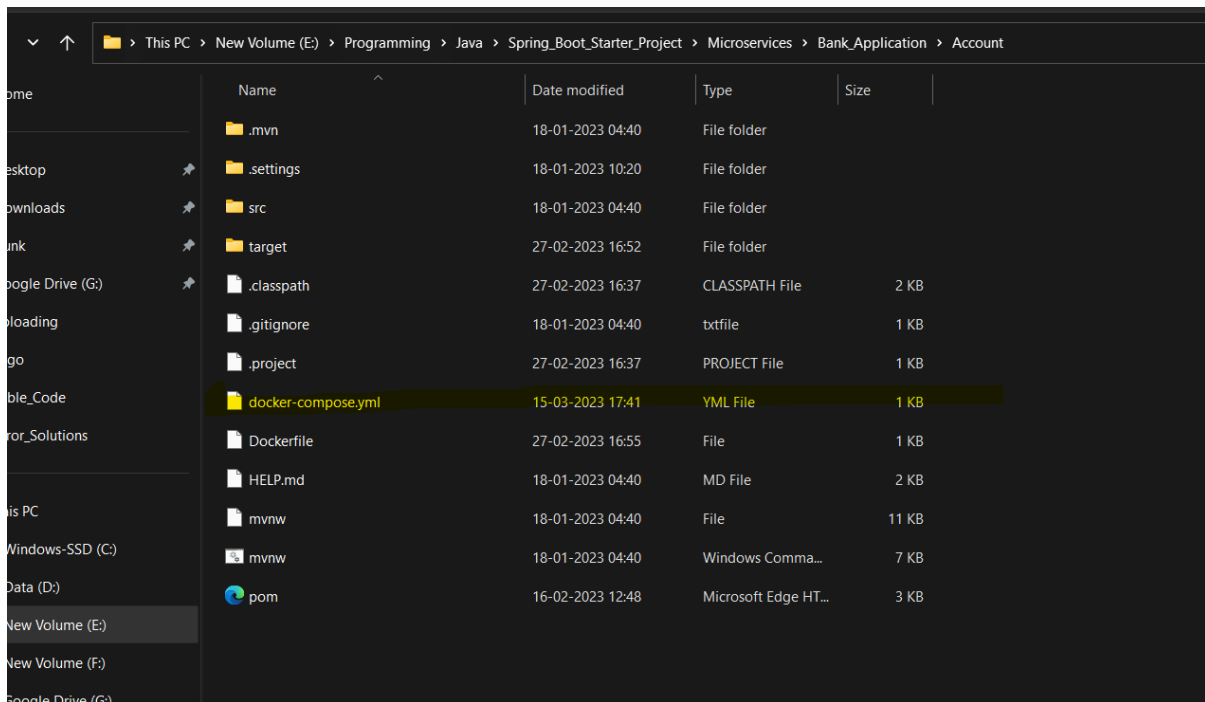 This PC > New Volume (E:) > Programming > Java > Spring_Boot_Starter_Project > Microservices > Bank_Application > Account
ome
esktop
ownloads
unk
oogle Drive (G:)
loading
go
ble_Code
ror_Solutions
his PC
Windows-SSD (C:)
Data (D:)
New Volume (E:)
New Volume (F:)
Google Drive (G:)
Name Date modified Type Size
.mvn 18-01-2023 04:40 File folder
.settings 18-01-2023 10:20 File folder
src 18-01-2023 04:40 File folder
target 27-02-2023 16:52 File folder
.classpath 27-02-2023 16:37 CLASSPATH File 2 KB
.gitignore 18-01-2023 04:40 txtfile 1 KB
.project 27-02-2023 16:37 PROJECT File 1 KB
docker-compose.yml 15-03-2023 17:41 YML File 1 KB
Dockerfile 27-02-2023 16:55 File 1 KB
HELP.md 18-01-2023 04:40 MD File 2 KB
mvnw 18-01-2023 04:40 File 11 KB
mvnw 18-01-2023 04:40 Windows Comma... 7 KB
pom 16-02-2023 12:48 Microsoft Edge HT... 3 KB